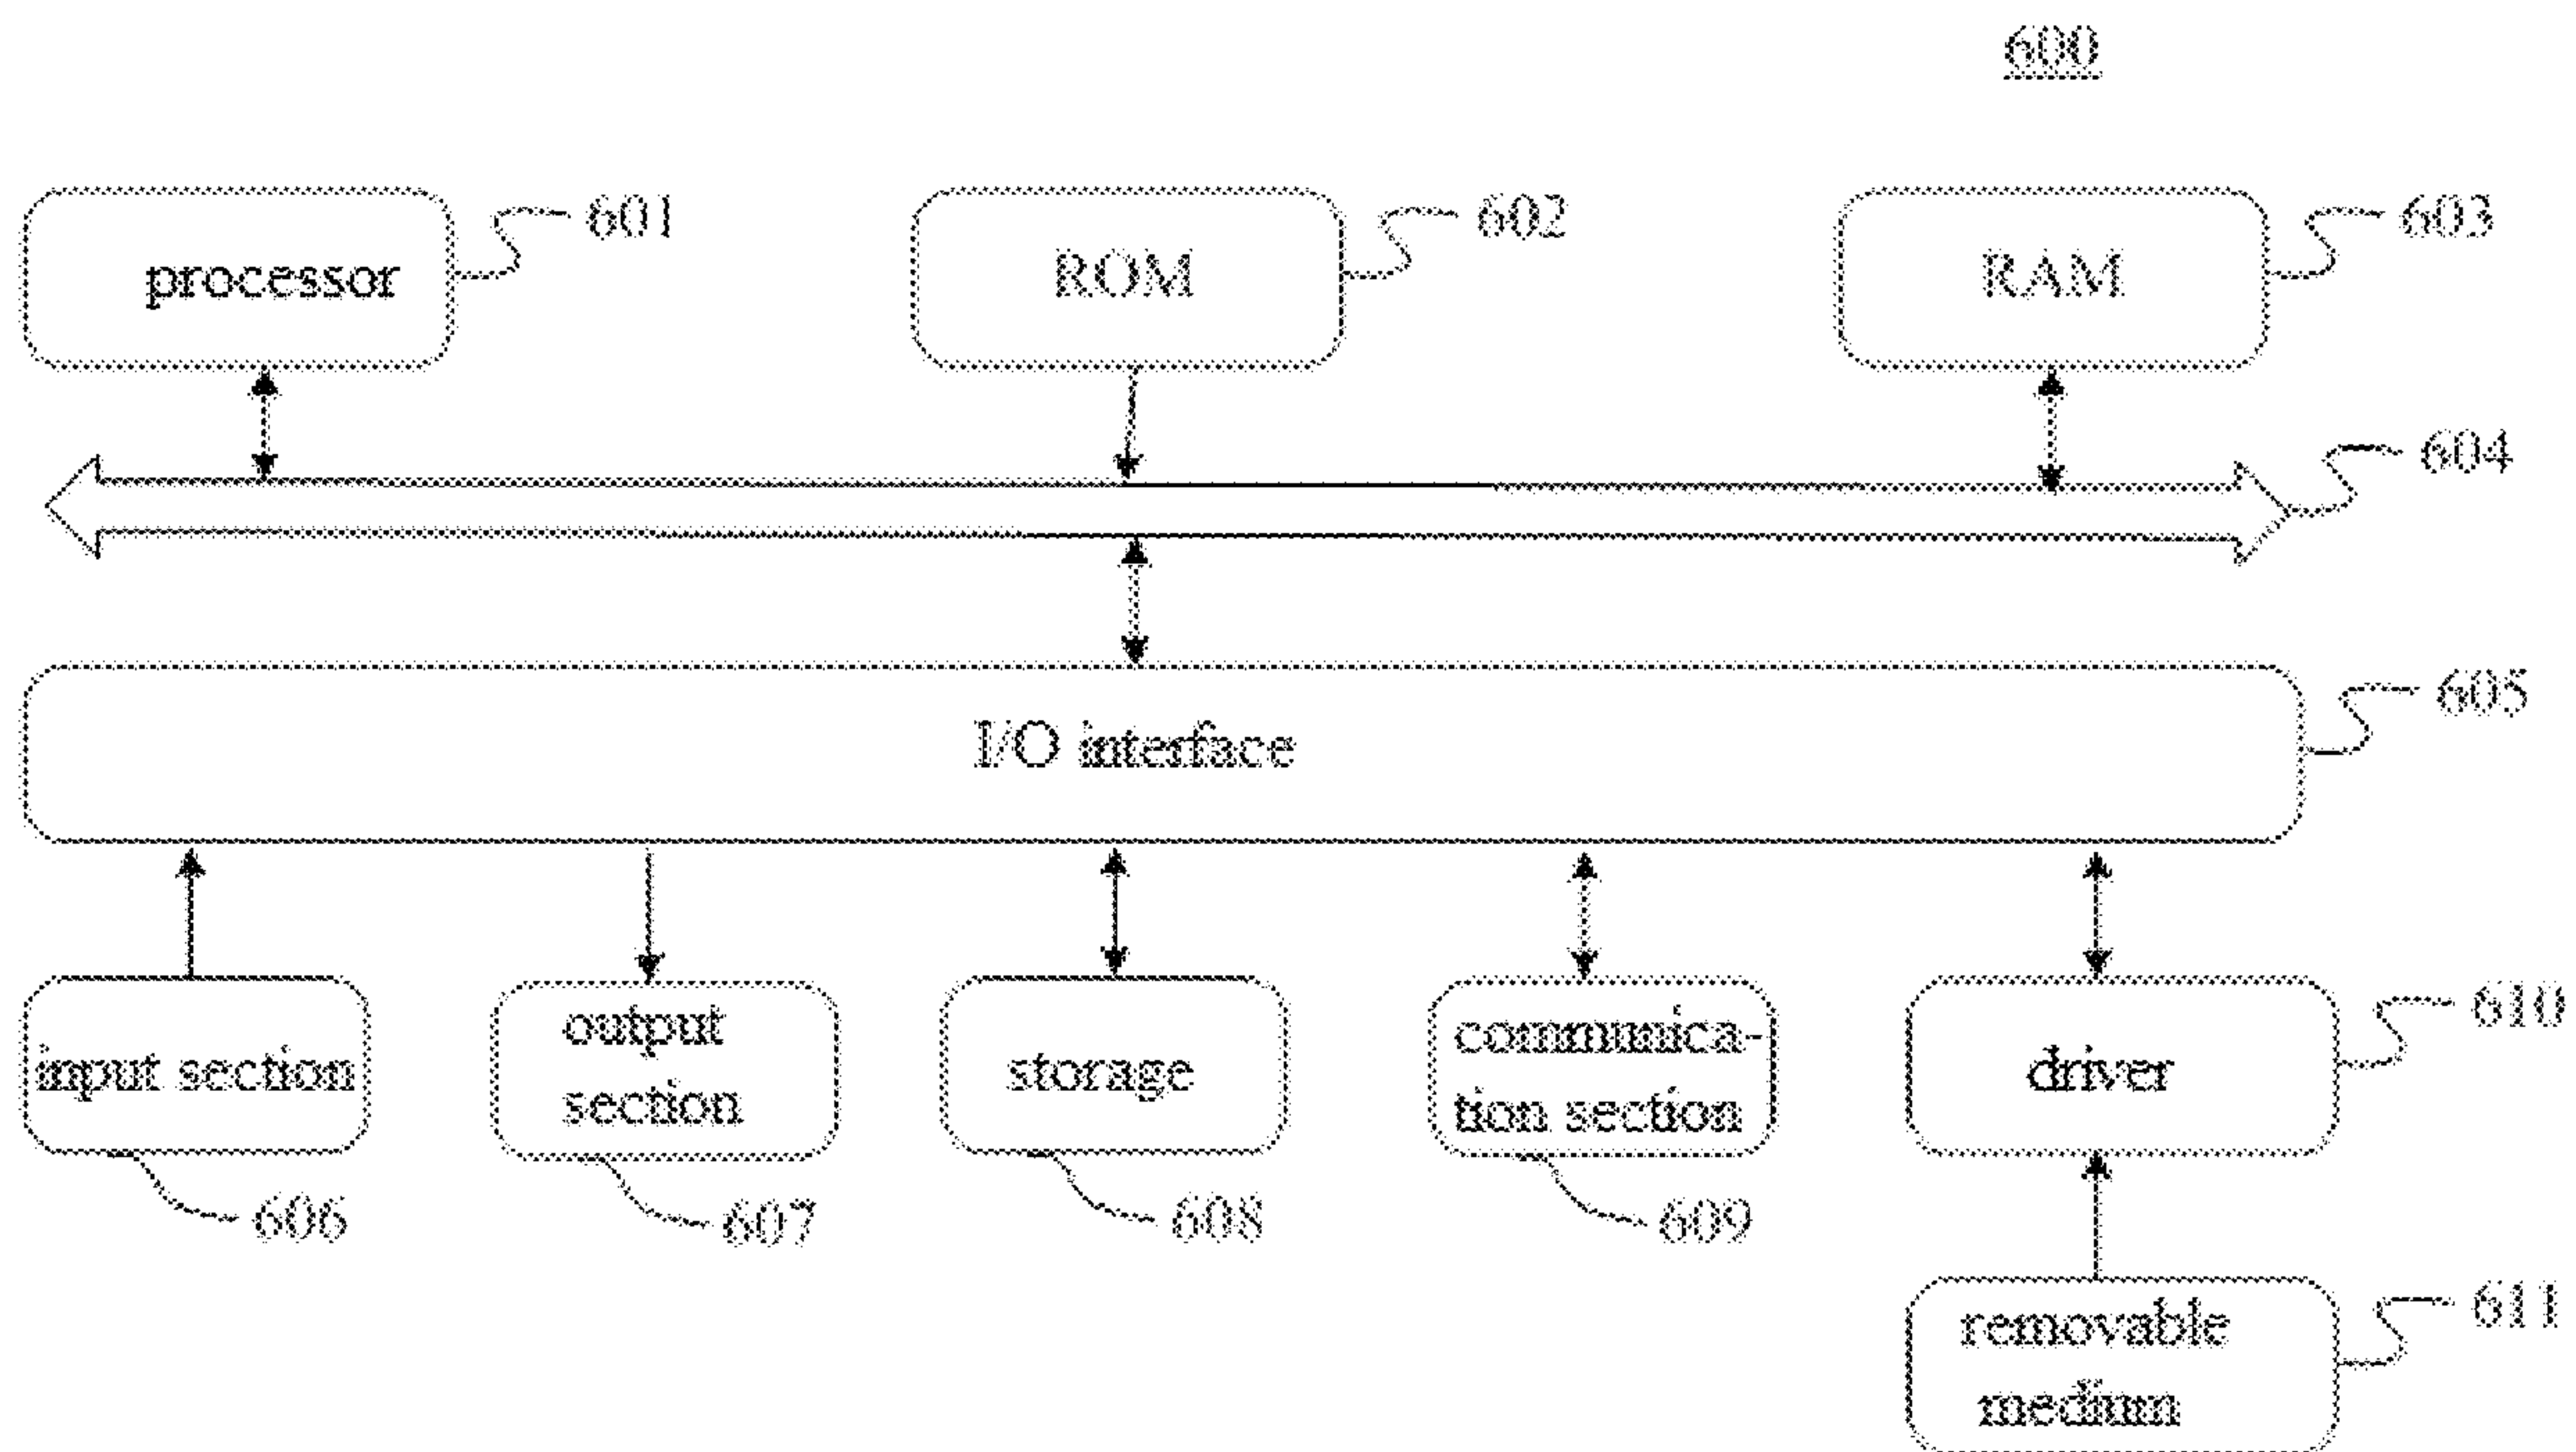 600
processor
601
ROM
602
RAM
603
604
I/O interface
605
input section
606
output
section
607
storage
608
communica-
tion section
609
driver
610
removable
medium
611